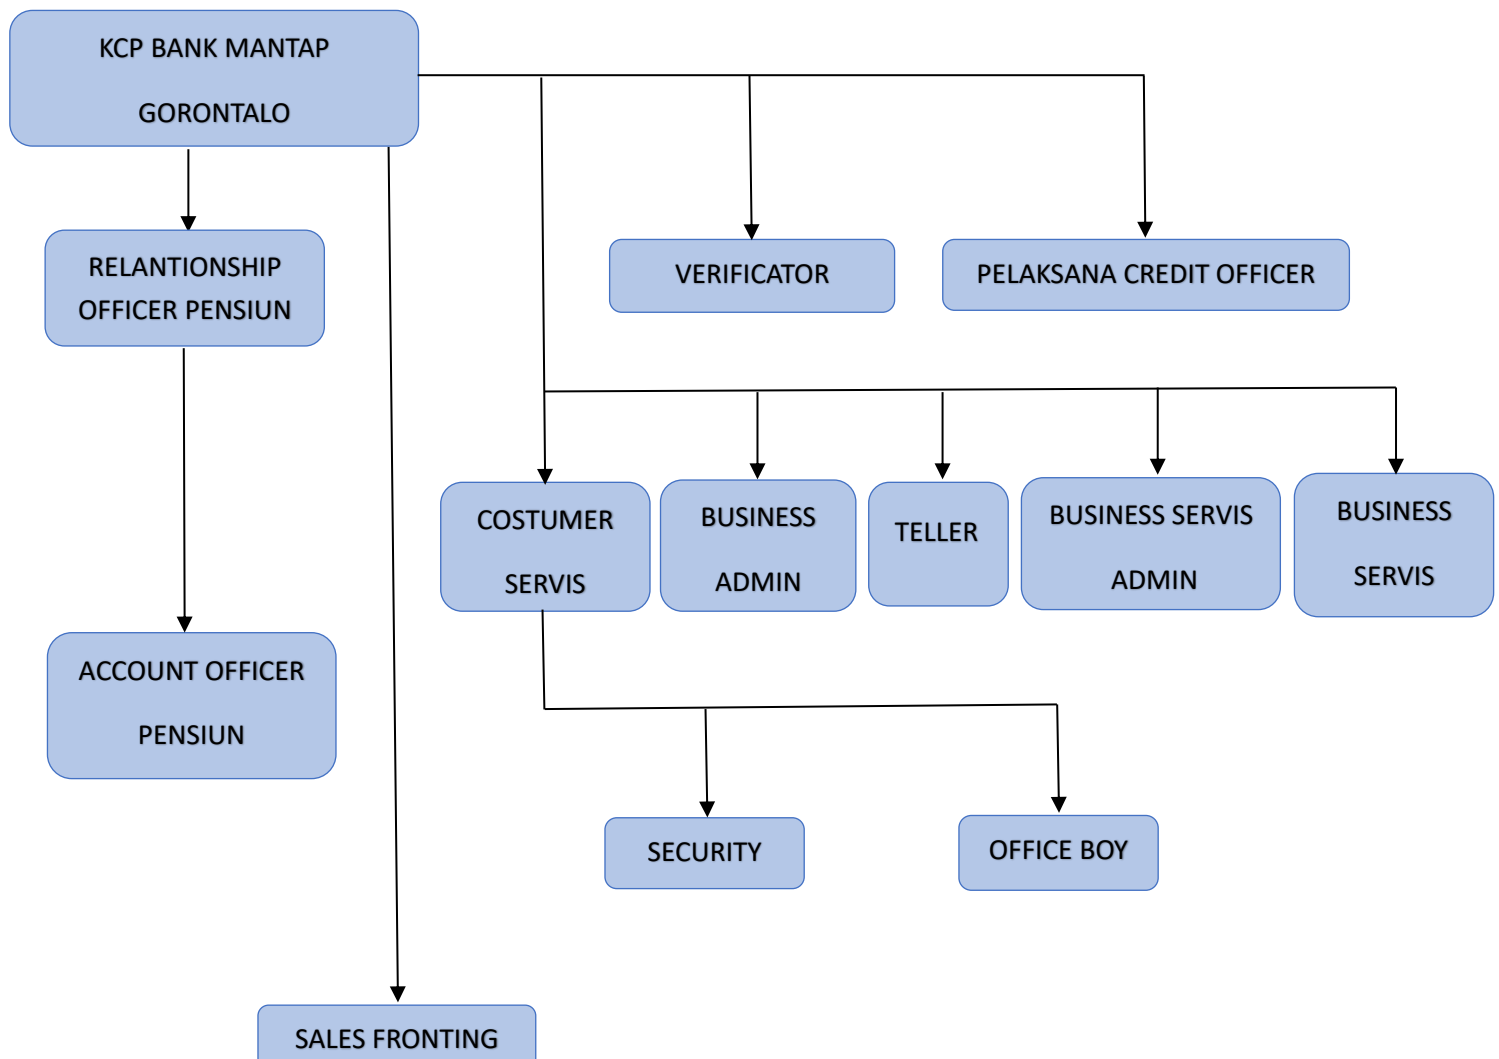 KCP BANK MANTAP
GORONTALO
RELANTIONSHIP
OFFICER PENSIUN
VERIFICATOR
PELAKSANA CREDIT OFFICER
COSTUMER
SERVIS
BUSINESS
ADMIN
TELLER
BUSINESS SERVIS
ADMIN
BUSINESS
SERVIS
ACCOUNT OFFICER
PENSIUN
SECURITY
OFFICE BOY
SALES FRONTING